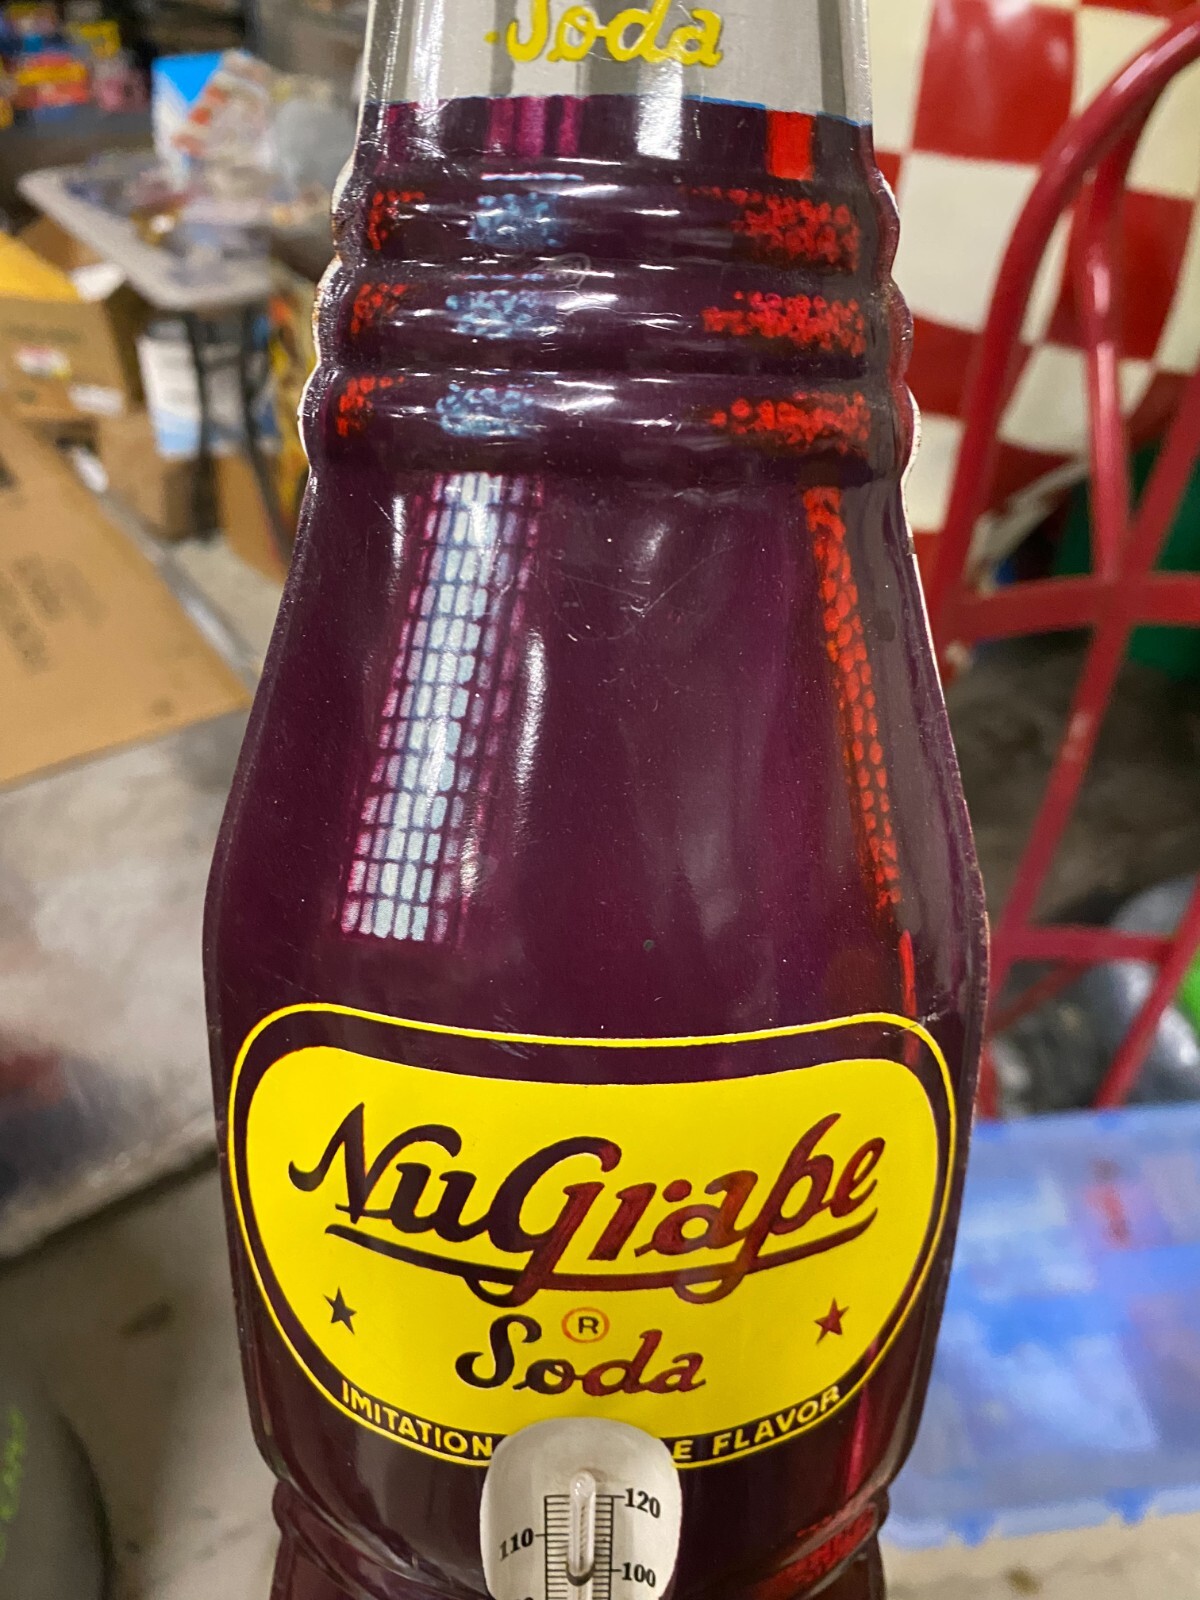 Soda
NuGrape
®
Soda
IMITATION E FLAVOR
120
110
100